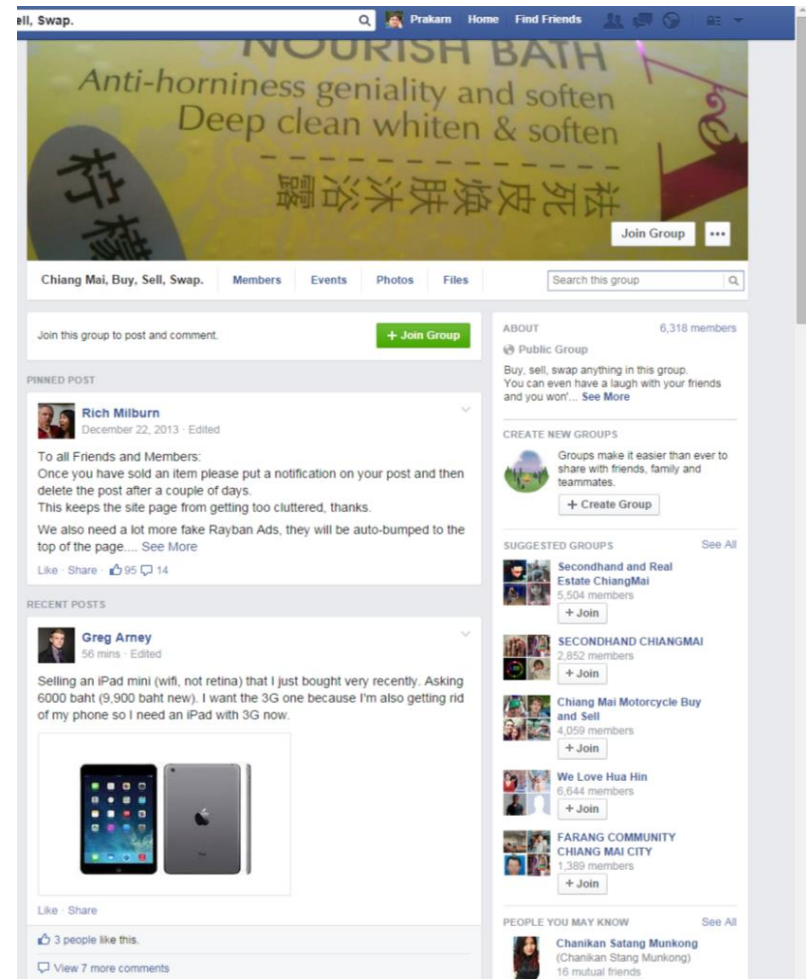 ell, Swap.
Prakarn Home Find Friends
NOURISH BATH
Anti-horniness geniality and soften
Deep clean whiten & soften
柠檬
祛死皮焕肤沐浴露
Join Group
Chiang Mai, Buy, Sell, Swap. Members Events Photos Files Search this group
Join this group to post and comment. + Join Group
PINNED POST
Rich Milburn
December 22, 2013 · Edited
To all Friends and Members:
Once you have sold an item please put a notification on your post and then
delete the post after a couple of days.
This keeps the site page from getting too cluttered, thanks.
We also need a lot more fake Rayban Ads, they will be auto-bumped to the
top of the page.... See More
Like · Share · 95 14
RECENT POSTS
Greg Arney
56 mins · Edited
Selling an iPad mini (wifi, not retina) that I just bought very recently. Asking
6000 baht (9,900 baht new). I want the 3G one because I'm also getting rid
of my phone so I need an iPad with 3G now.
Like · Share
3 people like this.
View 7 more comments
ABOUT 6,318 members
Public Group
Buy, sell, swap anything in this group.
You can even have a laugh with your friends
and you won'... See More
CREATE NEW GROUPS
Groups make it easier than ever to
share with friends, family and
teammates.
+ Create Group
SUGGESTED GROUPS See All
Secondhand and Real
Estate ChiangMai
5,504 members
+ Join
SECONDHAND CHIANGMAI
2,852 members
+ Join
Chiang Mai Motorcycle Buy
and Sell
4,059 members
+ Join
We Love Hua Hin
6,644 members
+ Join
FARANG COMMUNITY
CHIANG MAI CITY
1,389 members
+ Join
PEOPLE YOU MAY KNOW See All
Chanikan Satang Munkong
(Chanikan Stang Munkong)
16 mutual friends